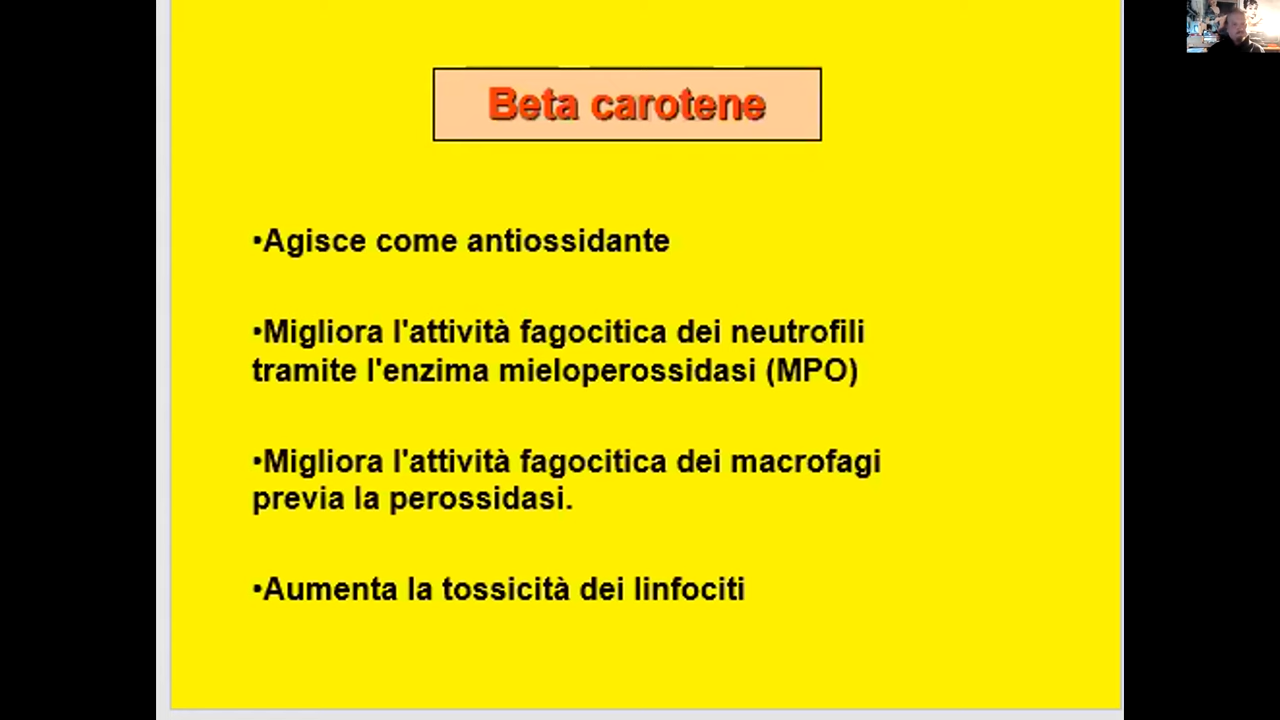 Beta carotene
•Agisce come antiossidante
•Migliora l'attività fagocitica dei neutrofili
tramite l'enzima mieloperossidasi (MPO)
•Migliora l'attività fagocitica dei macrofagi
previa la perossidasi.
•Aumenta la tossicità dei linfociti